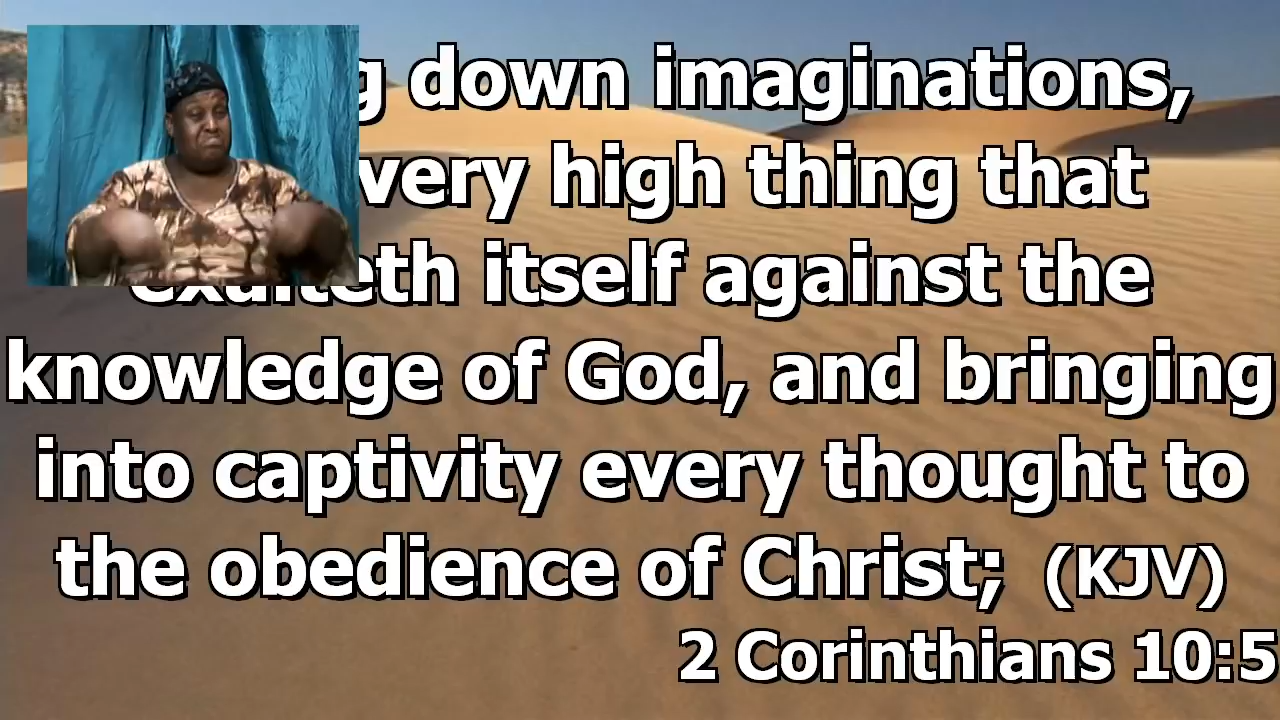 down imaginations,
very high thing that
itself against the
knowledge of God, and bringing
into captivity every thought to
the obedience of Christ; (KJV)
2 Corinthians 10:5